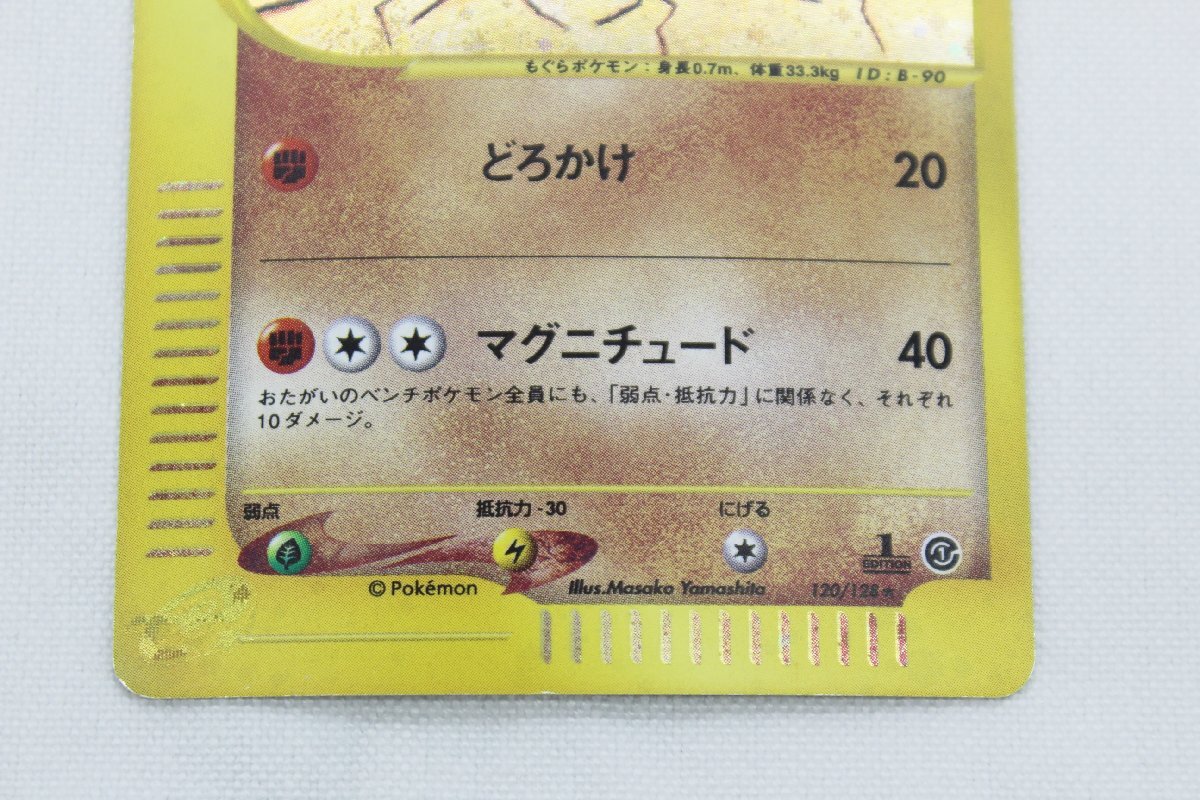 もぐらポケモン:身長0.7m、体重33.3kg ID:B-90
どろかけ 20
マグニチュード 40
おたがいのベンチポケモン全員にも、「弱点・抵抗力」に関係なく、それぞれ
10ダメージ。
弱点 抵抗力 -30 にげる
1
EDITION
© Pokémon Illus.Masako Yamashita 120/128 ★